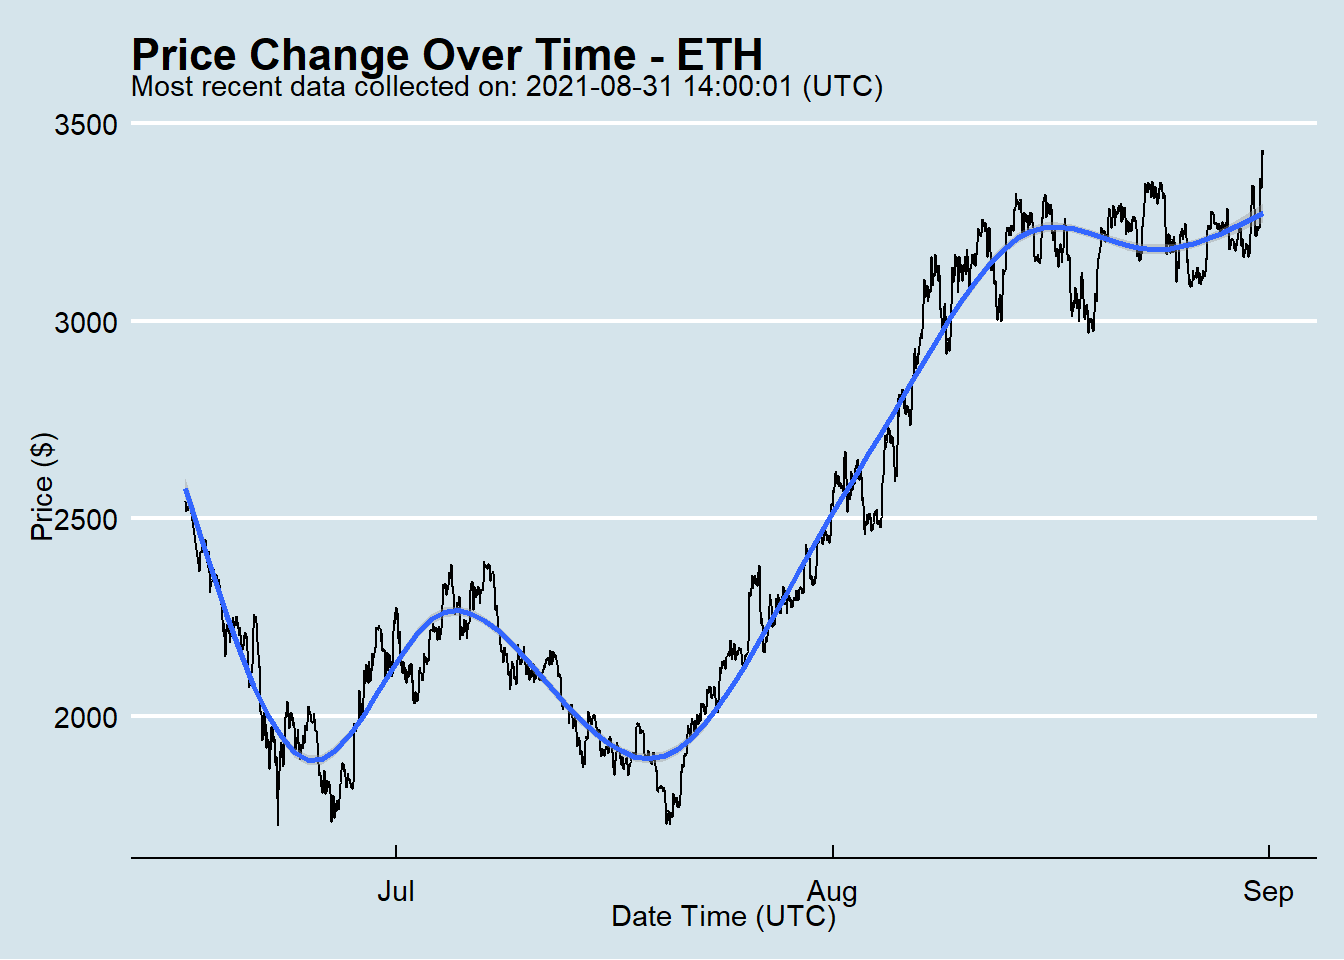 Price Change Over Time - ETH
Most recent data collected on: 2021-08-31 14:00:01 (UTC)
3500
3000
2500
2000
Price ($)
Jul
Aug
Sep
Date Time (UTC)